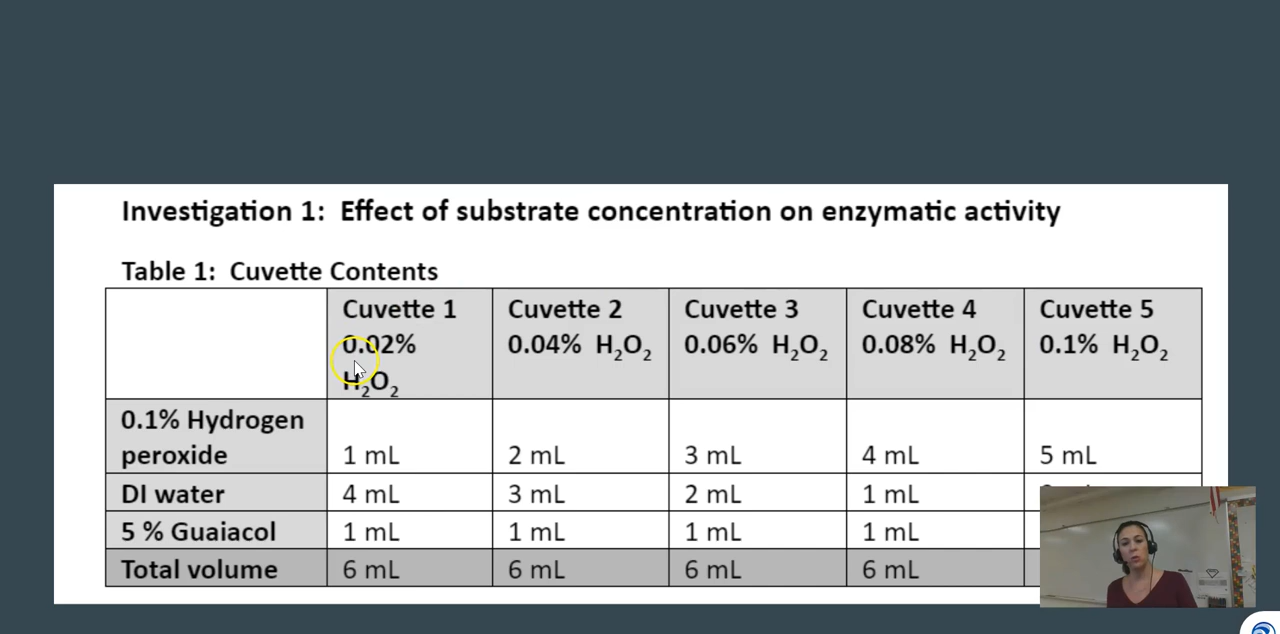 Investigation 1: Effect of substrate concentration on enzymatic activity
Table 1: Cuvette Contents
Cuvette 1 Cuvette 2 Cuvette 3 Cuvette 4 Cuvette 5
0.02% 0.04% H₂O₂ 0.06% H₂O₂ 0.08% H₂O₂ 0.1% H₂O₂
H₂O₂
0.1% Hydrogen
peroxide 1 mL 2 mL 3 mL 4 mL 5 mL
DI water 4 mL 3 mL 2 mL 1 mL
5 % Guaiacol 1 mL 1 mL 1 mL 1 mL
Total volume 6 mL 6 mL 6 mL 6 mL